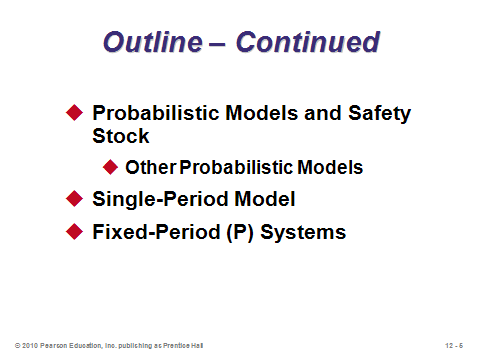 Outline – Continued
Probabilistic Models and Safety
Stock
Other Probabilistic Models
Single-Period Model
Fixed-Period (P) Systems
© 2010 Pearson Education, Inc. publishing as Prentice Hall
12 - 5